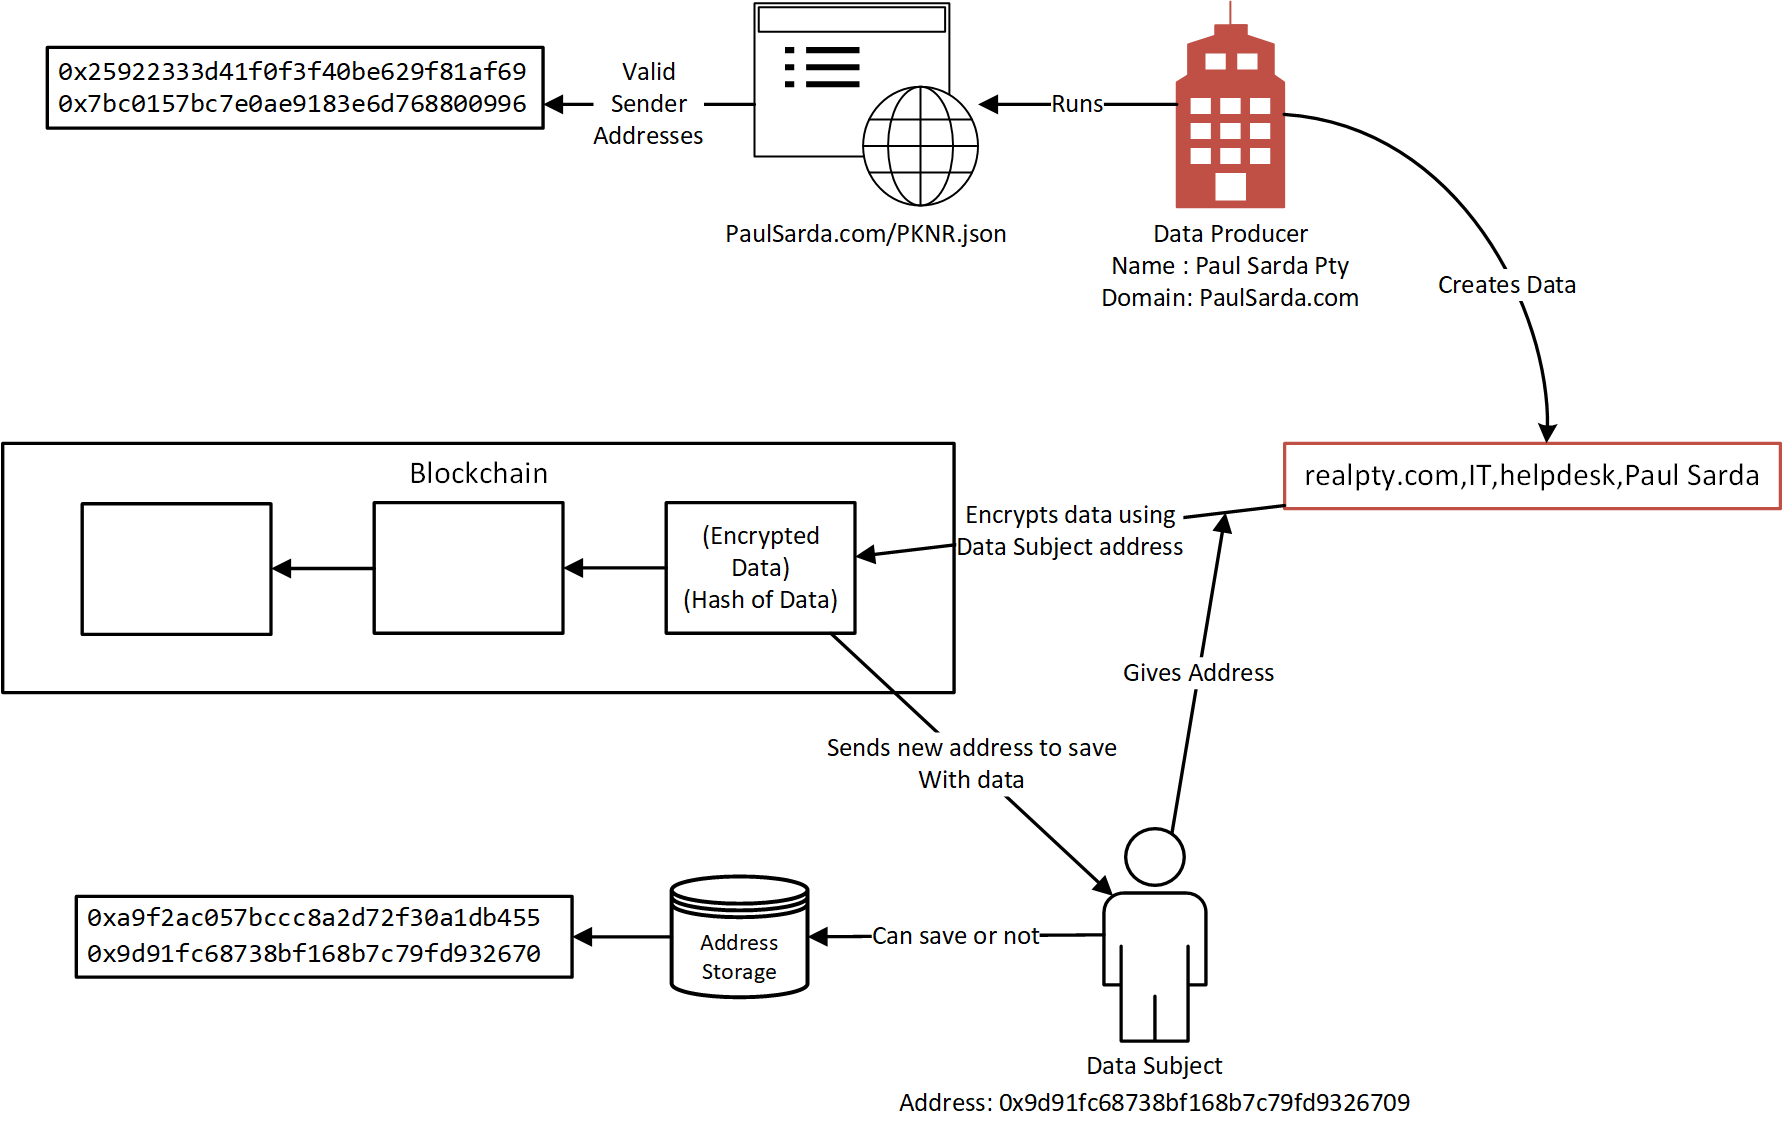 0x25922333d41f0f3f40be629f81af69
0x7bc0157bc7e0ae9183e6d768800996
Valid
Sender
Addresses
Runs
PaulSarda.com/PKNR.json
Data Producer
Name : Paul Sarda Pty
Domain: PaulSarda.com
Creates Data
Blockchain
realpty.com,IT,helpdesk,Paul Sarda
(Encrypted
Data)
(Hash of Data)
Encrypts data using
Data Subject address
Gives Address
Sends new address to save
With data
0xa9f2ac057bccc8a2d72f30a1db455
0x9d91fc68738bf168b7c79fd932670
Address
Storage
Can save or not
Data Subject
Address: 0x9d91fc68738bf168b7c79fd9326709